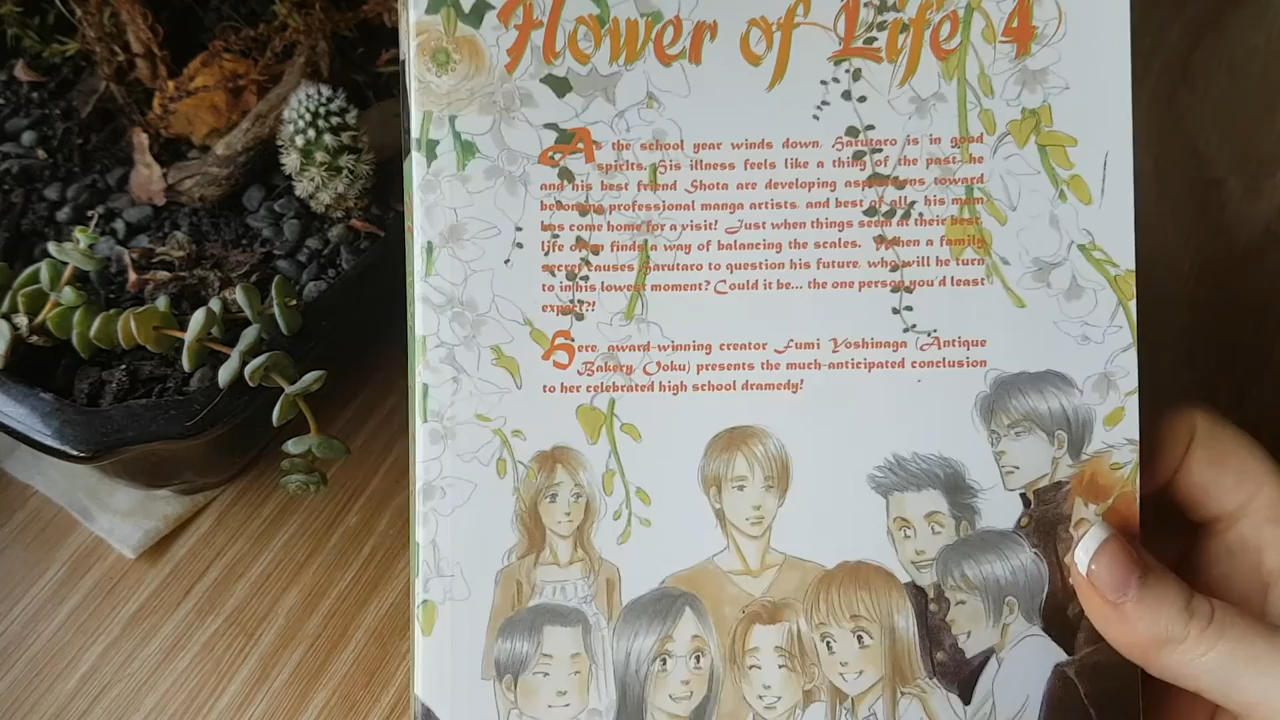 Flower of Life 4
As the school year winds down, Harutaro is in good
spirits. His illness feels like a thing of the past, he
and his best friend Shota are developing aspirations toward
becoming professional manga artists, and best of all, his mom
has come home for a visit! Just when things seem at their best,
life often finds a way of balancing the scales. When a family
secret causes Harutaro to question his future, who will he turn
to in his lowest moment? Could it be... the one person you'd least
expect?!
Here, award-winning creator Fumi Yoshinaga (Antique
Bakery, Ooku) presents the much-anticipated conclusion
to her celebrated high school dramedy!